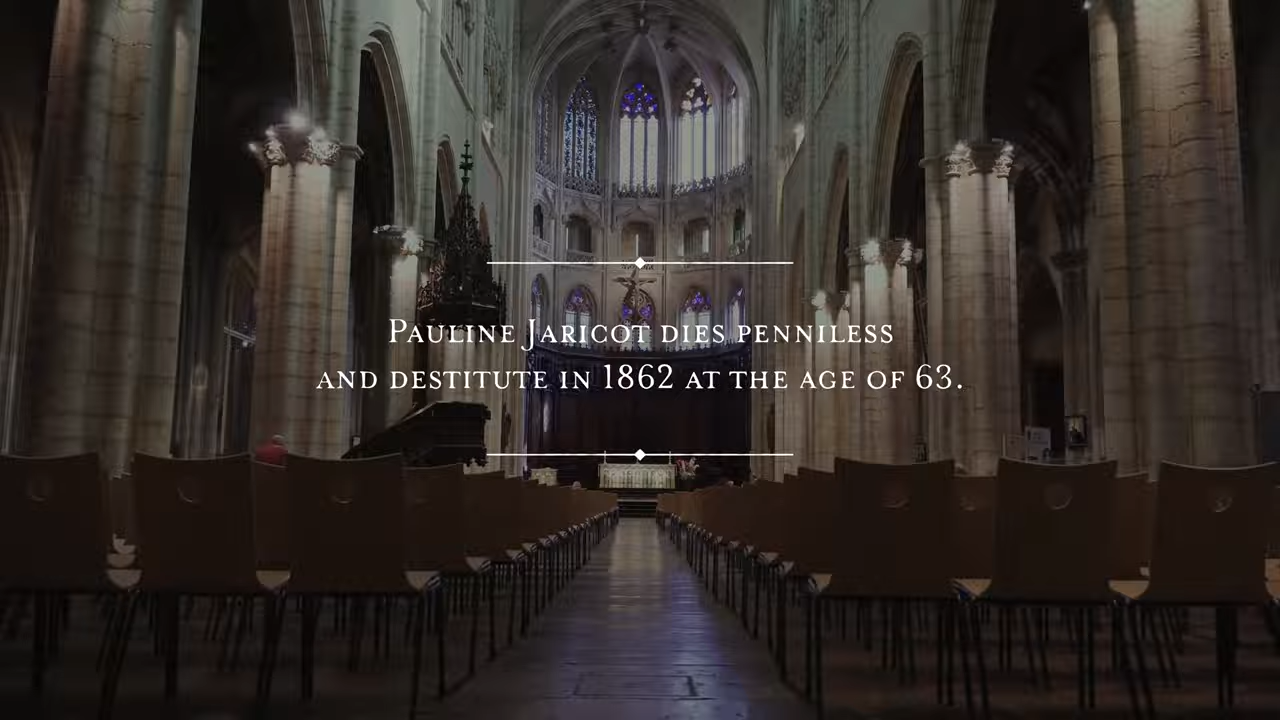 Pauline Jaricot dies penniless
and destitute in 1862 at the age of 63.